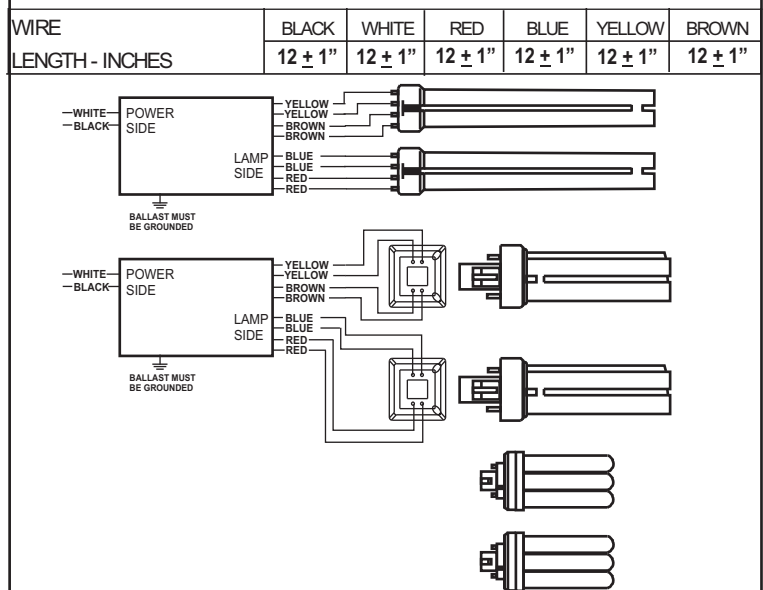 WIRE BLACK WHITE RED BLUE YELLOW BROWN
LENGTH - INCHES 12 ± 1” 12 ± 1” 12 ± 1” 12 ± 1” 12 ± 1” 12 ± 1”
WHITE POWER YELLOW
BLACK SIDE YELLOW
BROWN
BROWN
LAMP BLUE
SIDE BLUE
RED
RED
BALLAST MUST
BE GROUNDED
WHITE POWER YELLOW
BLACK SIDE YELLOW
BROWN
BROWN
LAMP BLUE
SIDE BLUE
RED
RED
BALLAST MUST
BE GROUNDED